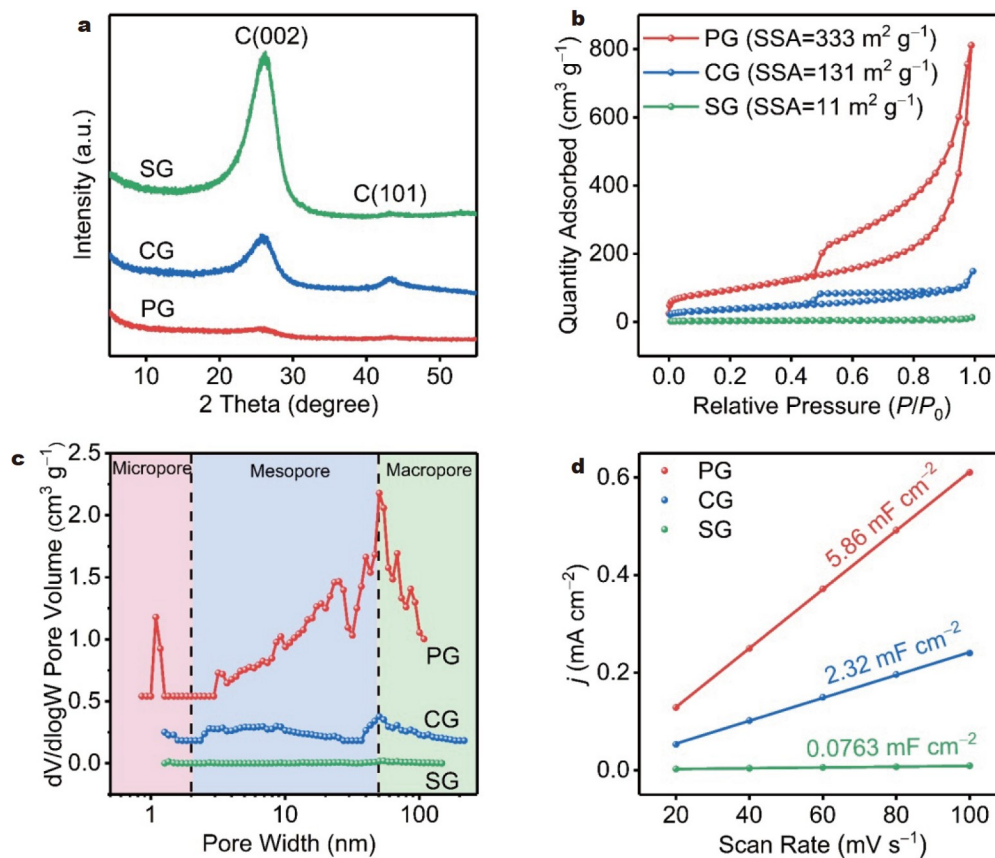 a
C(002)
SG
C(101)
CG
PG
Intensity (a.u.)
10 20 30 40 50
2 Theta (degree)
b
PG (SSA=333 m² g⁻¹)
CG (SSA=131 m² g⁻¹)
SG (SSA=11 m² g⁻¹)
Quantity Adsorbed (cm³ g⁻¹)
800
600
400
200
0
0.0 0.2 0.4 0.6 0.8 1.0
Relative Pressure (P/P₀)
c
Micropore Mesopore Macropore
dV/dlogW Pore Volume (cm³ g⁻¹)
2.5
2.0
1.5
1.0
0.5
0.0
PG
CG
SG
1 10 100
Pore Width (nm)
d
PG
CG
SG
5.86 mF cm⁻²
2.32 mF cm⁻²
0.0763 mF cm⁻²
j (mA cm⁻²)
0.6
0.4
0.2
0.0
20 40 60 80 100
Scan Rate (mV s⁻¹)